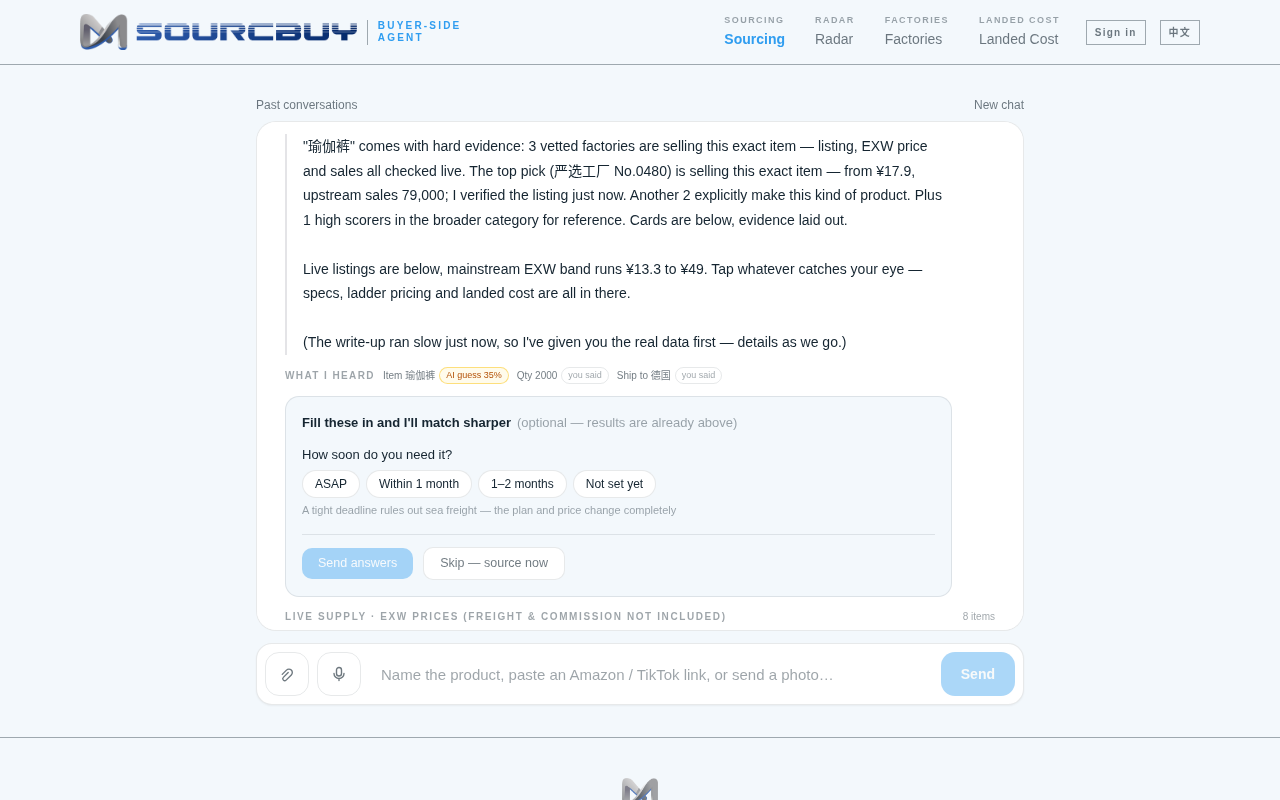 SOURCBUY
BUYER-SIDE
AGENT
SOURCING
Sourcing
RADAR
Radar
FACTORIES
Factories
LANDED COST
Landed Cost
Sign in
中文
Past conversations
New chat
"瑜伽裤" comes with hard evidence: 3 vetted factories are selling this exact item — listing, EXW price
and sales all checked live. The top pick (严选工厂 No.0480) is selling this exact item — from ¥17.9,
upstream sales 79,000; I verified the listing just now. Another 2 explicitly make this kind of product. Plus
1 high scorers in the broader category for reference. Cards are below, evidence laid out.
Live listings are below, mainstream EXW band runs ¥13.3 to ¥49. Tap whatever catches your eye —
specs, ladder pricing and landed cost are all in there.
(The write-up ran slow just now, so I've given you the real data first — details as we go.)
WHAT I HEARD Item 瑜伽裤 AI guess 35% Qty 2000 you said Ship to 德国 you said
Fill these in and I'll match sharper (optional — results are already above)
How soon do you need it?
ASAP Within 1 month 1–2 months Not set yet
A tight deadline rules out sea freight — the plan and price change completely
Send answers Skip — source now
LIVE SUPPLY · EXW PRICES (FREIGHT & COMMISSION NOT INCLUDED) 8 items
Name the product, paste an Amazon / TikTok link, or send a photo…
Send